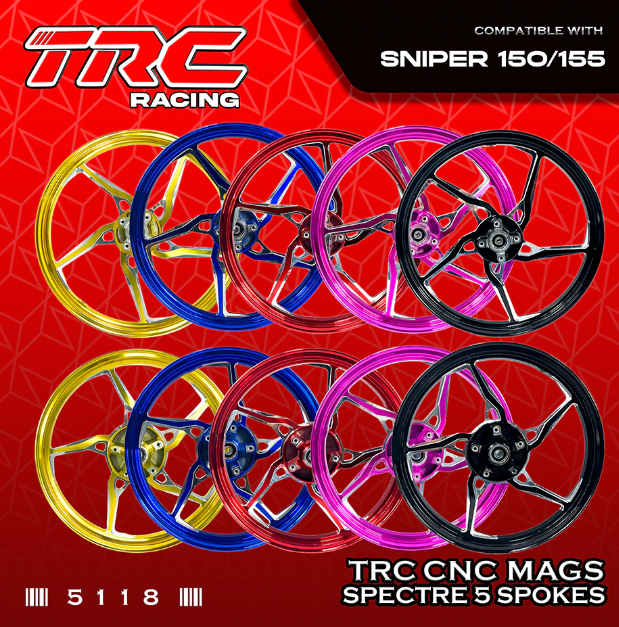 TRC
RACING
COMPATIBLE WITH
SNIPER 150/155
TRC CNC MAGS
SPECTRE 5 SPOKES
5118